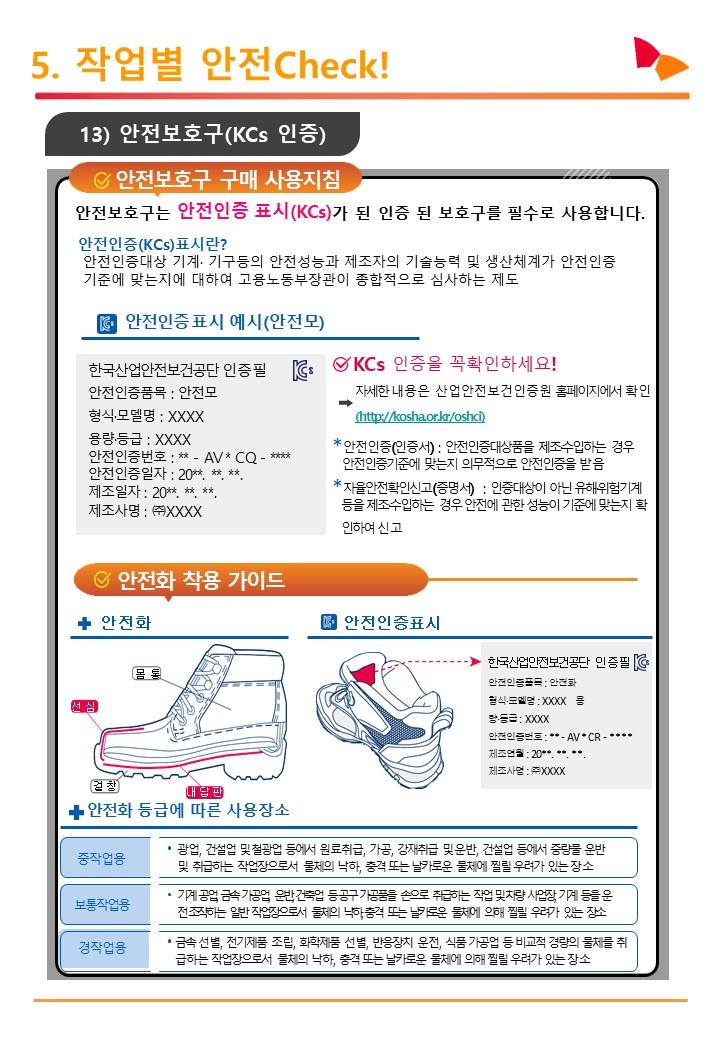 5. 작업별 안전Check!
13) 안전보호구(KCs 인증)
안전보호구 구매 사용지침
안전보호구는 안전인증 표시(KCs)가 된 인증 된 보호구를 필수로 사용합니다.
안전인증(KCs)표시란?
안전인증대상 기계· 기구등의 안전성능과 제조자의 기술능력 및 생산체계가 안전인증
기준에 맞는지에 대하여 고용노동부장관이 종합적으로 심사하는 제도
안전인증표시 예시(안전모)
한국산업안전보건공단 인증필
안전인증품목 : 안전모
형식·모델명 : XXXX
용량·등급 : XXXX
안전인증번호 : ** - AV * CQ - ****
안전인증일자 : 20**. **. **.
제조일자 : 20**. **. **.
제조사명 : ㈜XXXX
KCs 인증을 꼭확인하세요!
➡ 자세한 내용은 산업안전보건인증원 홈페이지에서 확인
(http://kosha.or.kr/oshci)
*안전인증(인증서) : 안전인증대상품을 제조수입하는 경우
안전인증기준에 맞는지 의무적으로 안전인증을 받음
*자율안전확인신고(증명서) : 인증대상이 아닌 유해위험기계
등을 제조수입하는 경우 안전에 관한 성능이 기준에 맞는지 확
인하여 신고
안전화 착용 가이드
안전화
몸통
선심
겉창
내답판
안전인증표시
한국산업안전보건공단 인증필
안전인증품목 : 안전화
형식·모델명 : XXXX 용
량·등급 : XXXX
안전인증번호 : ** - AV * CR - ****
제조연월 : 20**. **. **.
제조사명 : ㈜XXXX
안전화 등급에 따른 사용장소
중작업용
• 광업, 건설업 및 철광업 등에서 원료취급, 가공, 강재취급 및 운반, 건설업 등에서 중량물 운반
및 취급하는 작업장으로서 물체의 낙하, 충격 또는 날카로운 물체에 찔릴 우려가 있는 장소
보통작업용
• 기계 공업, 금속 가공업, 운반, 건축업 등 공구 가공품을 손으로 취급하는 작업 및 차량 사업장, 기계 등을 운
전조작하는 일반 작업장으로서 물체의 낙하, 충격 또는 날카로운 물체에 의해 찔릴 우려가 있는 장소
경작업용
• 금속 선별, 전기제품 조립, 화학제품 선별, 반응장치 운전, 식품 가공업 등 비교적 경량의 물체를 취
급하는 작업장으로서 물체의 낙하, 충격 또는 날카로운 물체에 의해 찔릴 우려가 있는 장소